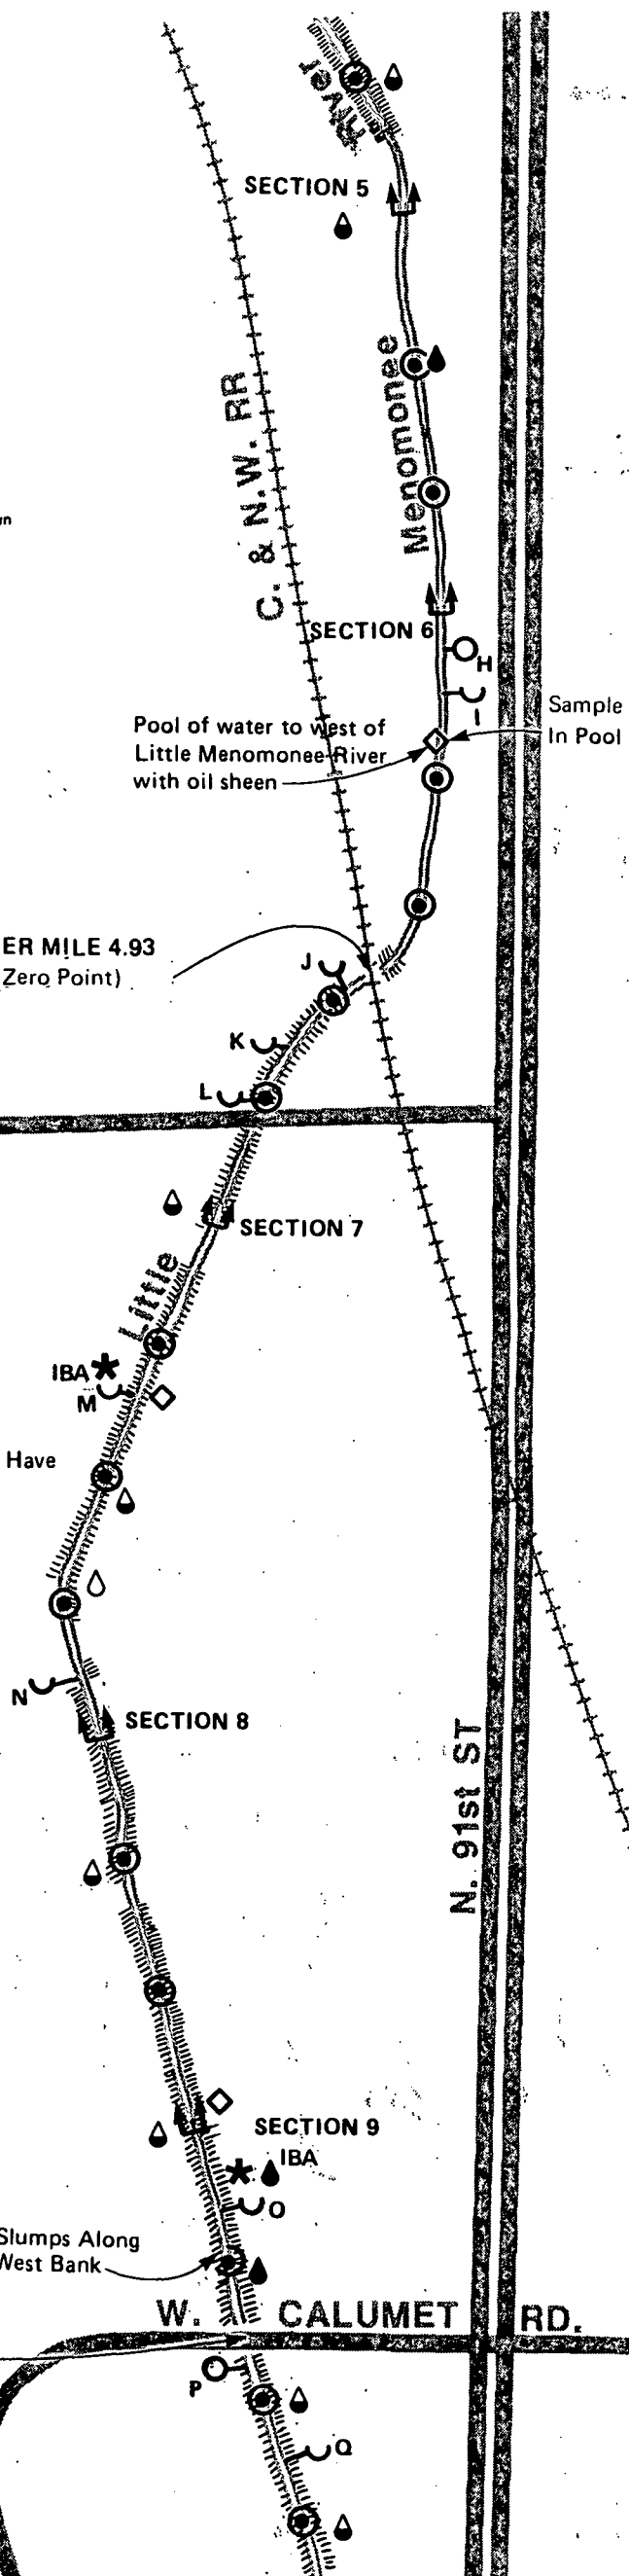 River
SECTION 5
Menomonee
C. & N.W. RR
SECTION 6
H
I
Sample
In Pool
Pool of water to west of
Little Menomonee River
with oil sheen
ER MILE 4.93
Zero Point)
J
K
L
SECTION 7
Little
IBA
M
Have
N
SECTION 8
N. 91st ST
SECTION 9
IBA
O
Slumps Along
West Bank
W. CALUMET RD.
P
Q